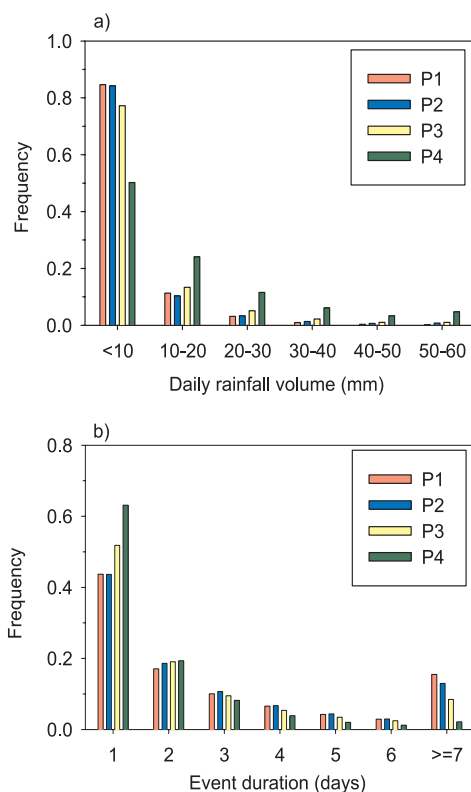 a)
1.0
0.8
0.6
0.4
0.2
0.0
Frequency
P1
P2
P3
P4
<10 10-20 20-30 30-40 40-50 50-60
Daily rainfall volume (mm)
b)
0.8
0.6
0.4
0.2
0.0
Frequency
P1
P2
P3
P4
1 2 3 4 5 6 >=7
Event duration (days)